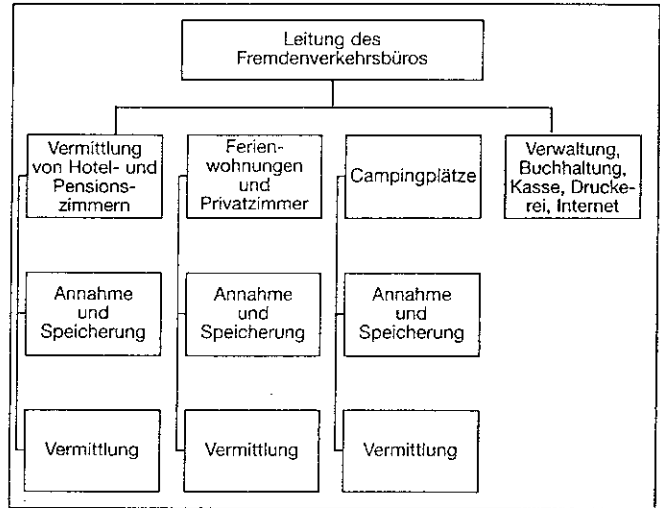 Leitung des
Fremdenverkehrsbüros
Vermittlung
von Hotel- und
Pensions-
zimmern
Ferien-
wohnungen
und
Privatzimmer
Campingplätze
Verwaltung,
Buchhaltung,
Kasse, Drucke-
rei, Internet
Annahme
und
Speicherung
Annahme
und
Speicherung
Annahme
und
Speicherung
Vermittlung
Vermittlung
Vermittlung